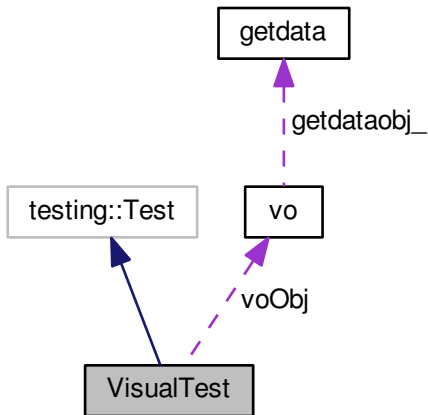 getdata
getdataobj_
testing::Test
vo
voObj
VisualTest